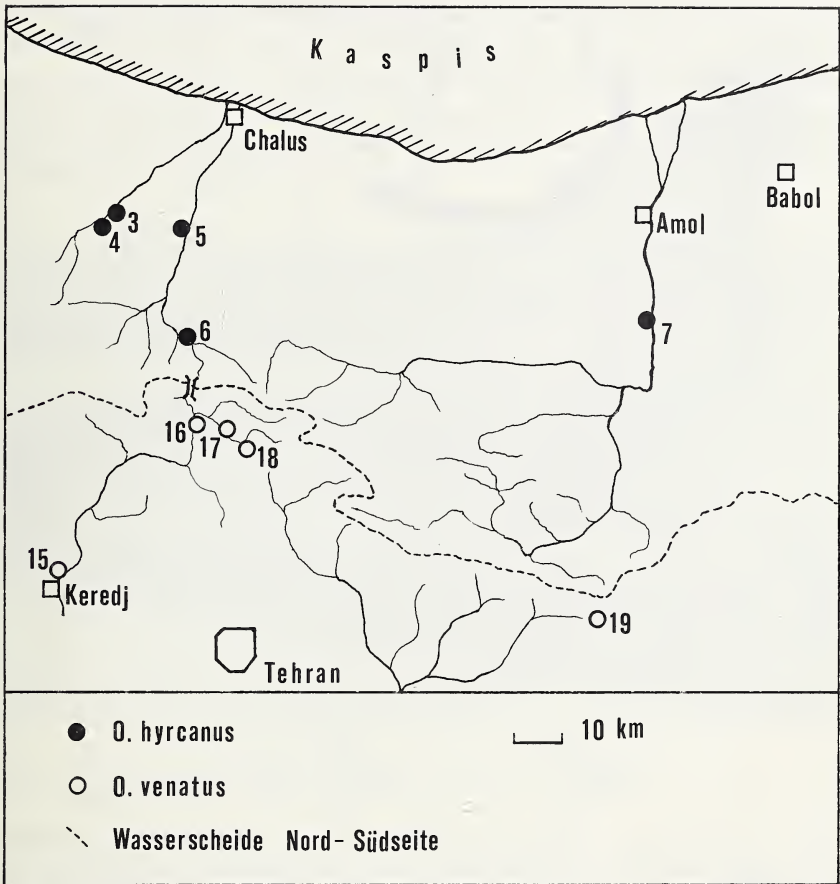 Kaspis
Chalus
Babol
3
4
5
Amol
6
7
16
17
18
15
Keredj
19
Tehran
O. hyrcanus
10 km
O. venatus
Wasserscheide Nord-Südseite